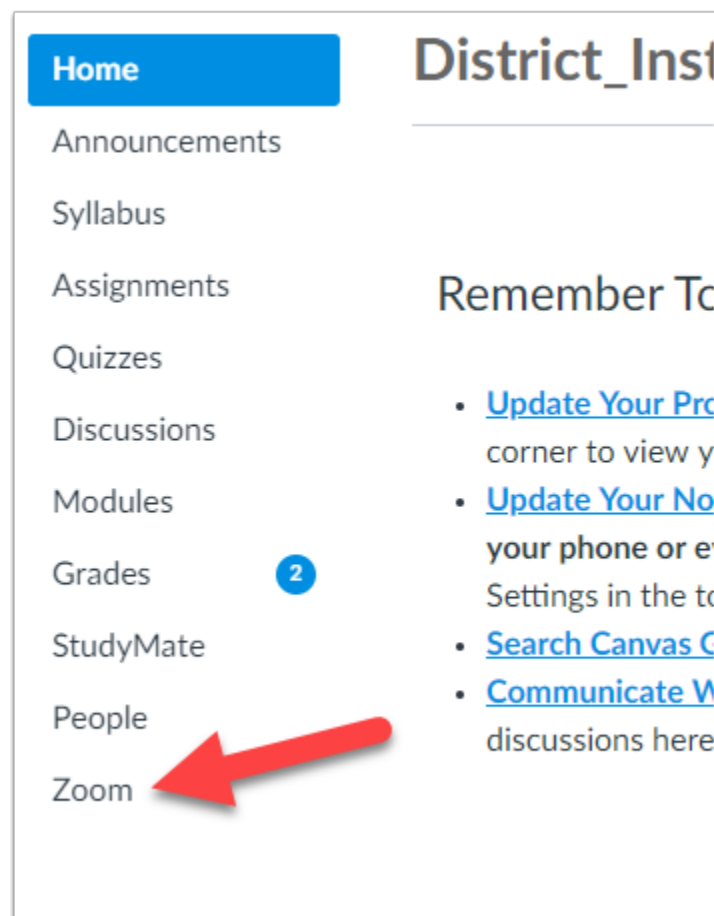 Home
Announcements
Syllabus
Assignments
Quizzes
Discussions
Modules
Grades 2
StudyMate
People
Zoom
District_Inst
Remember To
Update Your Pro
corner to view y
Update Your No
your phone or e
Settings in the to
Search Canvas G
Communicate W
discussions here